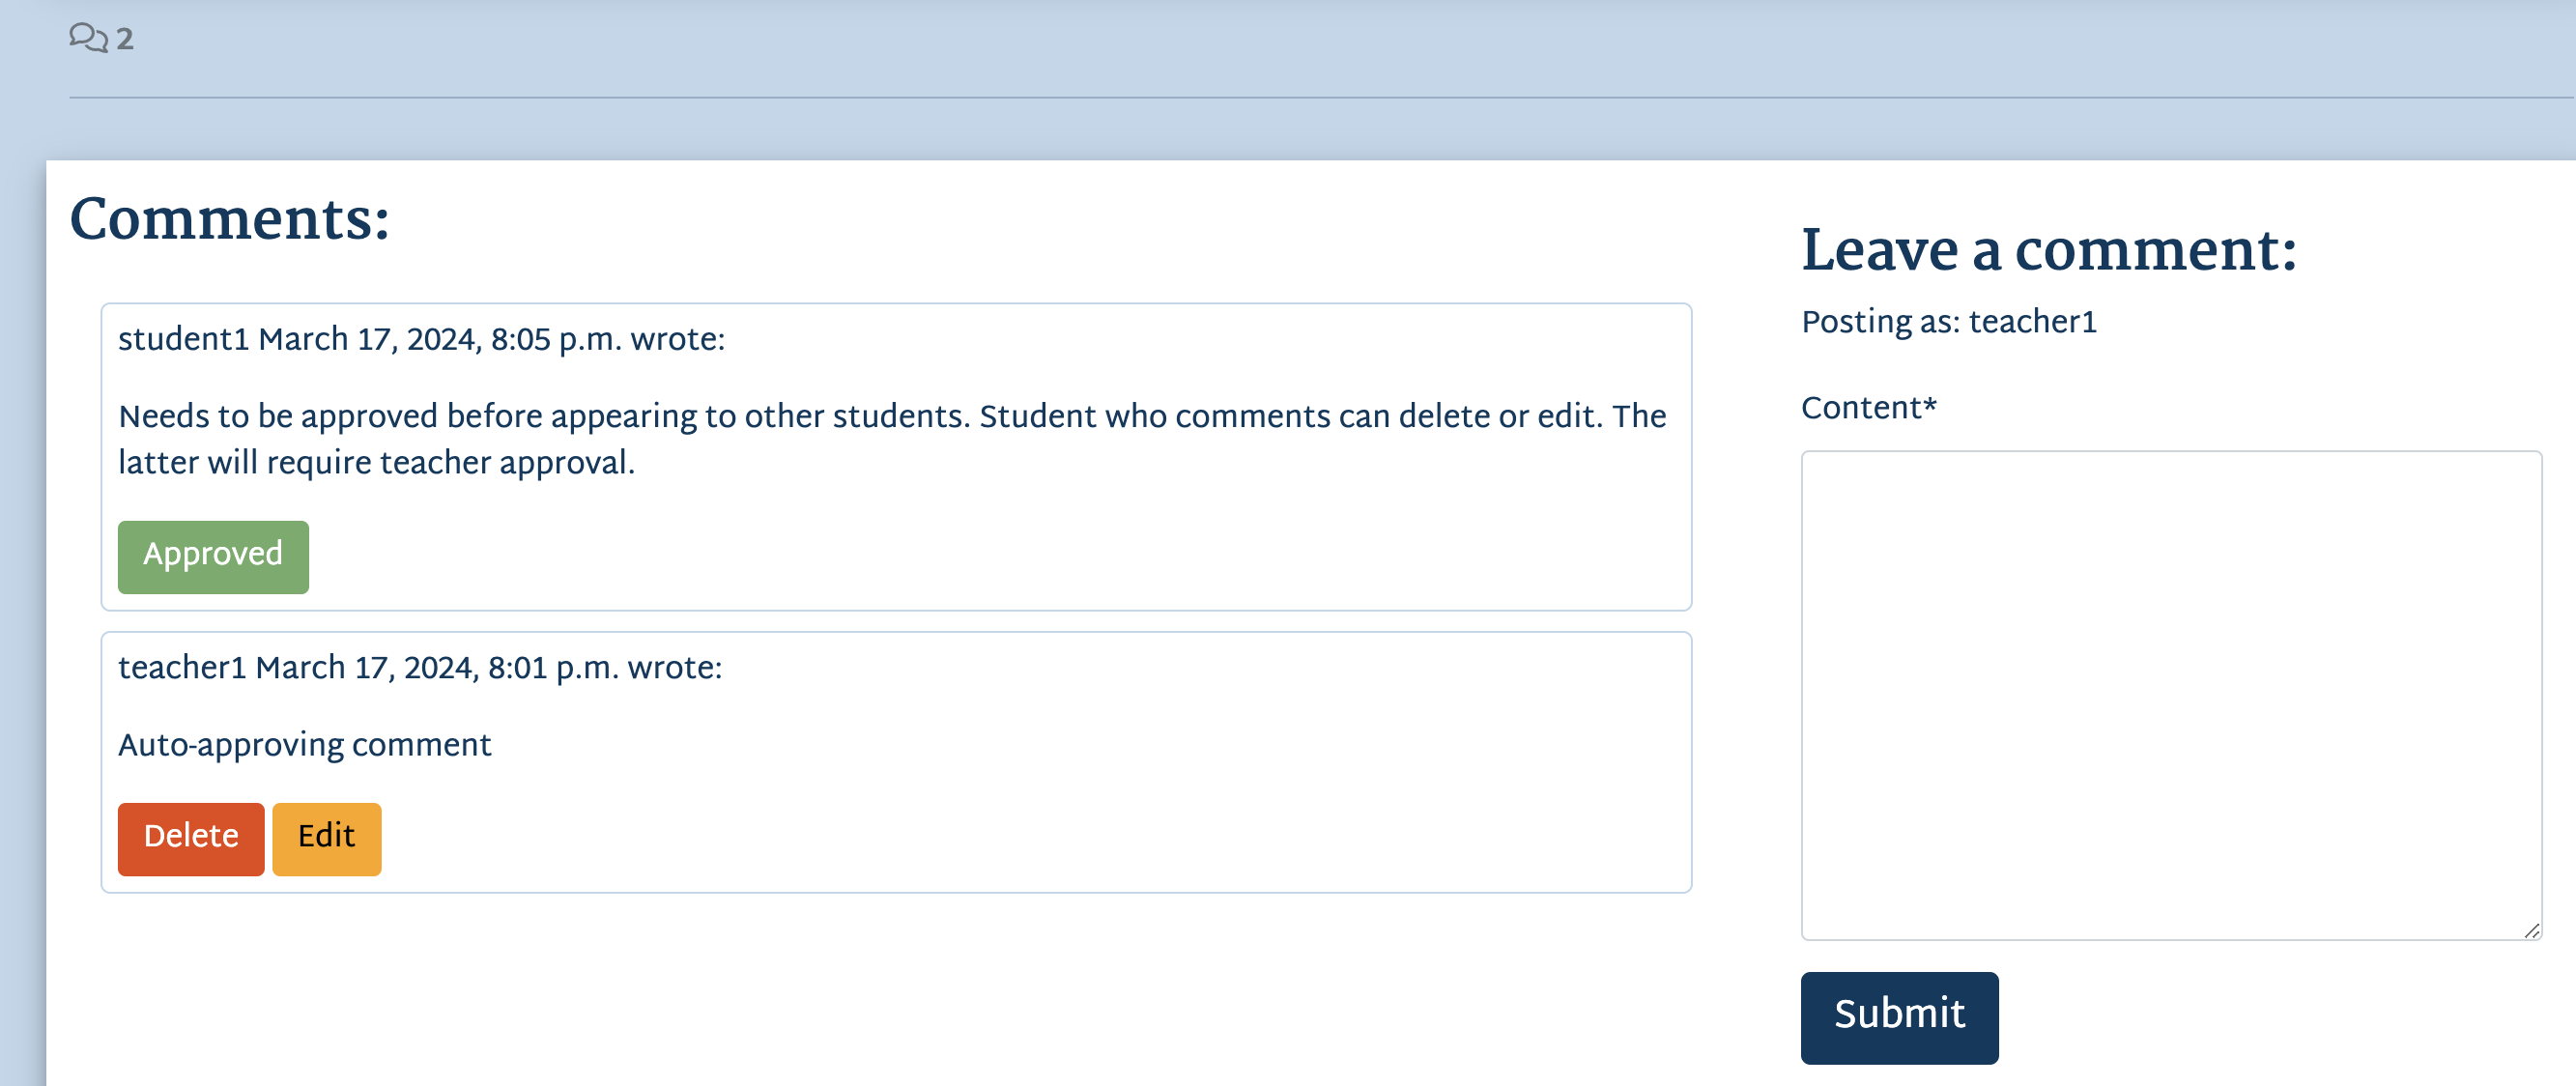 2
Comments:
student1 March 17, 2024, 8:05 p.m. wrote:
Needs to be approved before appearing to other students. Student who comments can delete or edit. The
latter will require teacher approval.
Approved
teacher1 March 17, 2024, 8:01 p.m. wrote:
Auto-approving comment
Delete Edit
Leave a comment:
Posting as: teacher1
Content*
Submit